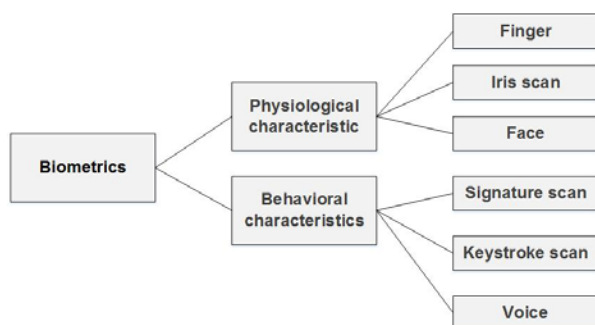 Finger
Iris scan
Physiological
characteristic
Face
Biometrics
Behavioral
characteristics
Signature scan
Keystroke scan
Voice